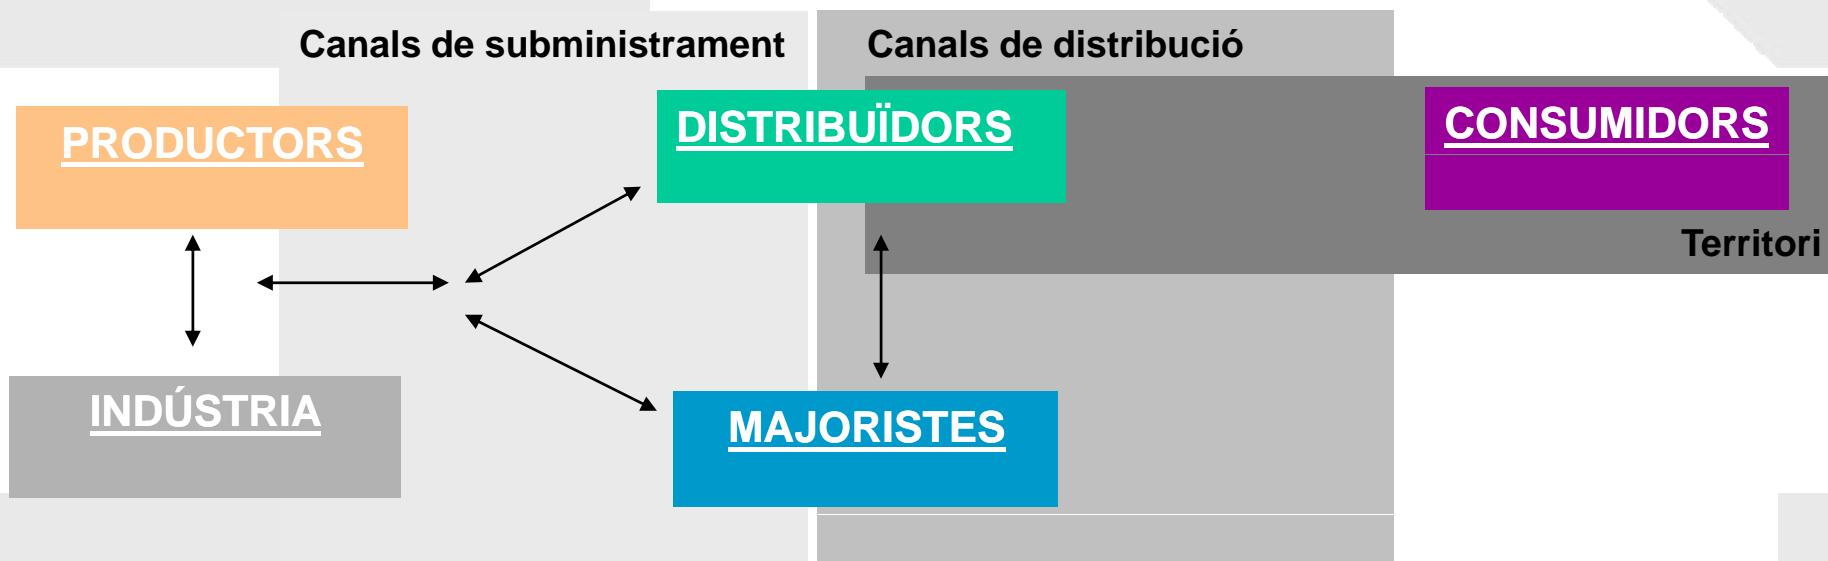 Canals de subministrament
Canals de distribució
PRODUCTORS
DISTRIBUÏDORS
CONSUMIDORS
Territori
INDÚSTRIA
MAJORISTES